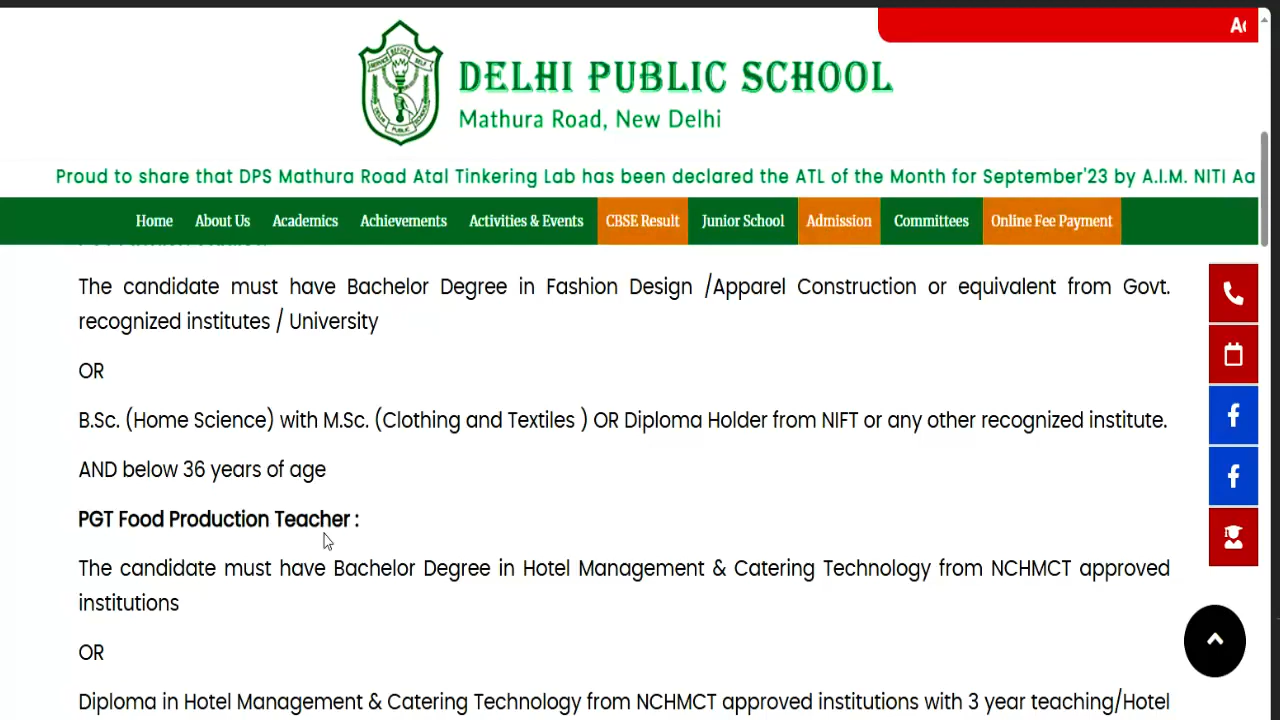 A
DELHI PUBLIC SCHOOL
Mathura Road, New Delhi
Proud to share that DPS Mathura Road Atal Tinkering Lab has been declared the ATL of the Month for September'23 by A.I.M. NITI Aa
Home About Us Academics Achievements Activities & Events CBSE Result Junior School Admission Committees Online Fee Payment
The candidate must have Bachelor Degree in Fashion Design /Apparel Construction or equivalent from Govt.
recognized institutes / University
OR
B.Sc. (Home Science) with M.Sc. (Clothing and Textiles ) OR Diploma Holder from NIFT or any other recognized institute.
AND below 36 years of age
PGT Food Production Teacher :
The candidate must have Bachelor Degree in Hotel Management & Catering Technology from NCHMCT approved
institutions
OR
Diploma in Hotel Management & Catering Technology from NCHMCT approved institutions with 3 year teaching/Hotel